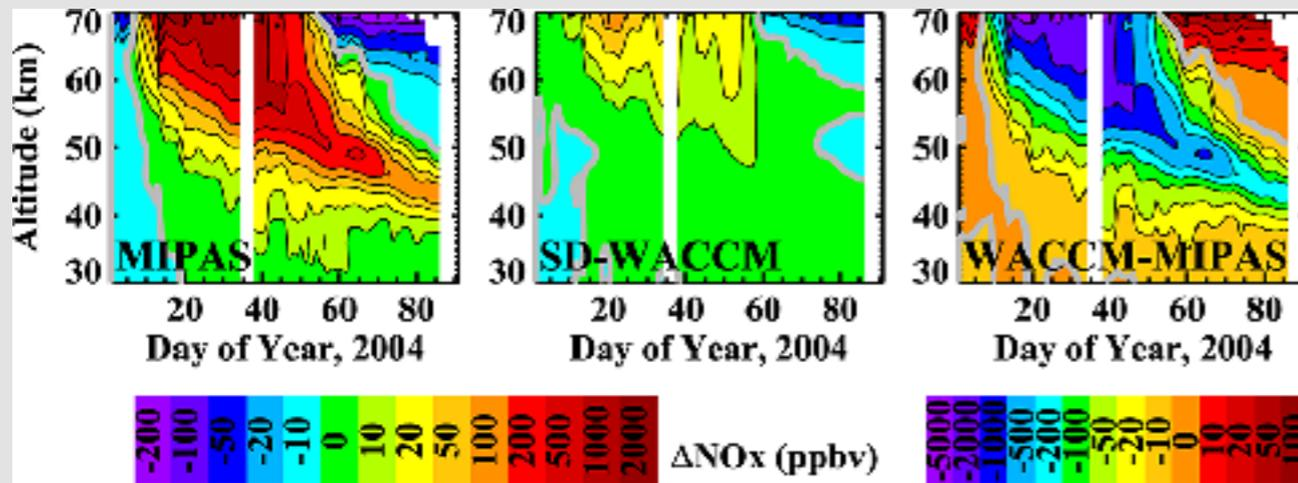 Altitude (km)
70 60 50 40 30
70 60 50 40 30
70 60 50 40 30
MIPAS
SD-WACCM
WACCM-MIPAS
20 40 60 80
20 40 60 80
20 40 60 80
Day of Year, 2004
Day of Year, 2004
Day of Year, 2004
-200 -100 -50 -20 -10 0 10 20 50 100 200 500 1000 2000
ΔNOx (ppbv)
-5000 -2000 -1000 -500 -200 -100 -50 -20 -10 0 10 20 50